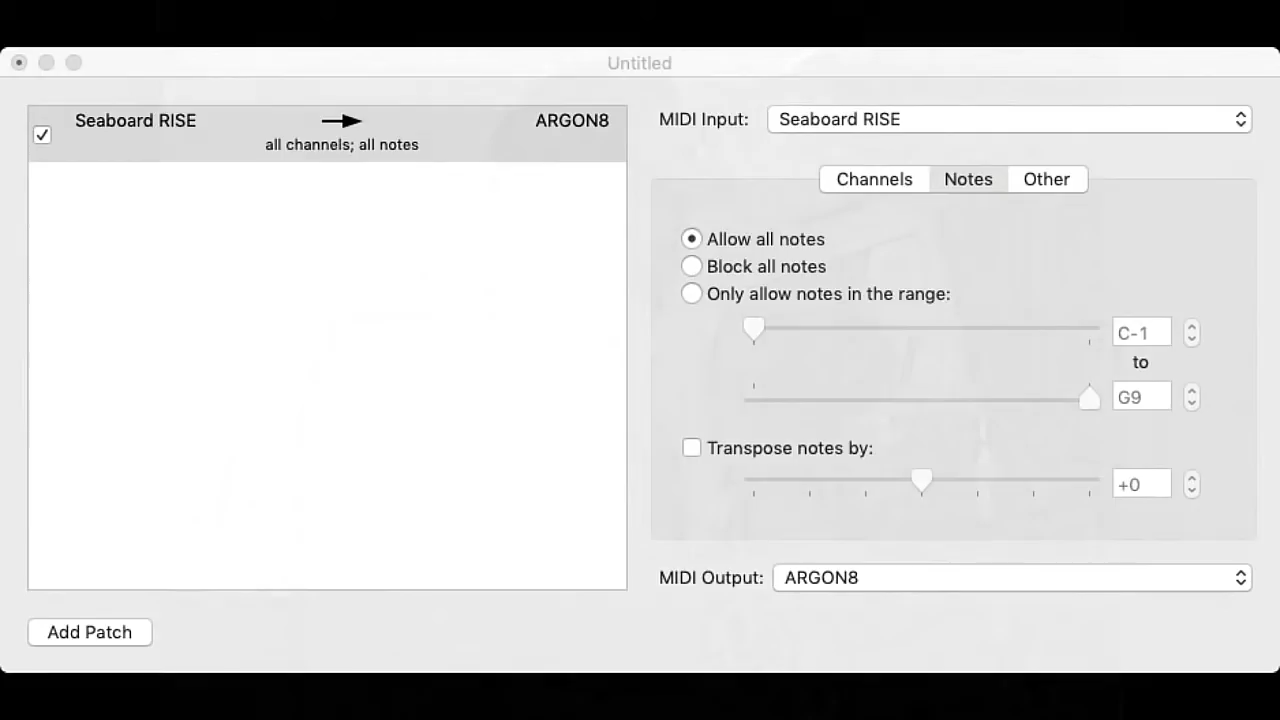 Untitled
Seaboard RISE
ARGON8
all channels; all notes
MIDI Input:
Seaboard RISE
Channels
Notes
Other
Allow all notes
Block all notes
Only allow notes in the range:
C-1
to
G9
Transpose notes by:
+0
MIDI Output:
ARGON8
Add Patch